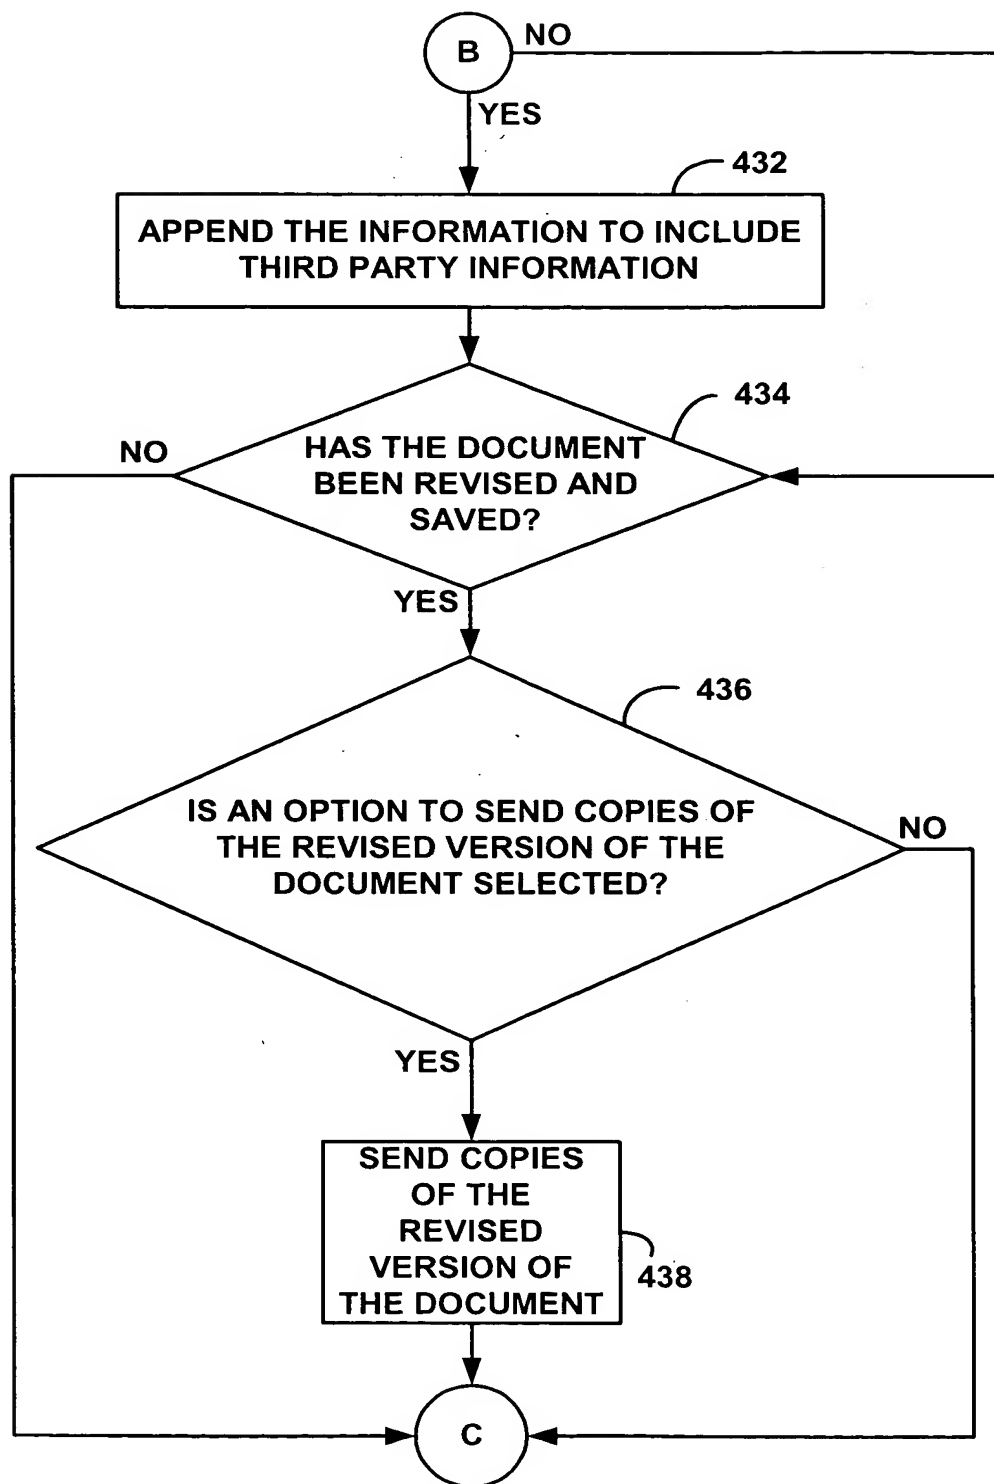 B
NO
YES
432
APPEND THE INFORMATION TO INCLUDE
THIRD PARTY INFORMATION
434
NO
HAS THE DOCUMENT
BEEN REVISED AND
SAVED?
YES
436
IS AN OPTION TO SEND COPIES OF
THE REVISED VERSION OF THE
DOCUMENT SELECTED?
NO
YES
SEND COPIES
OF THE
REVISED
VERSION OF
THE DOCUMENT
438
C